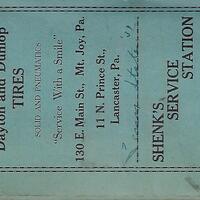 Dayton and Dunlop
TIRES
SOLID AND PNEUMATICS
"Service With a Smile"
130 E. Main St., Mt. Joy, Pa.
11 N. Prince St.,
Lancaster, Pa.
SHENK'S
SERVICE
STATION